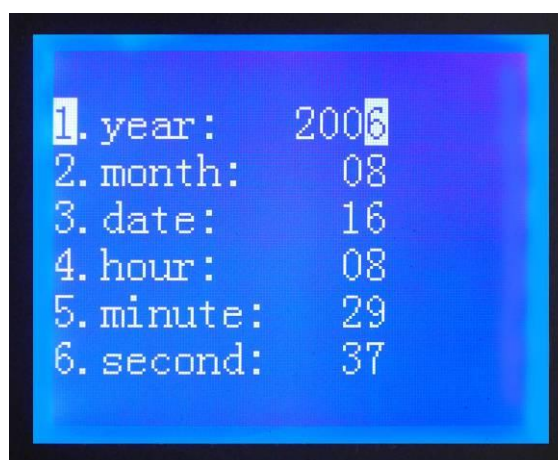 1.year: 2006
2.month: 08
3.date: 16
4.hour: 08
5.minute: 29
6.second: 37